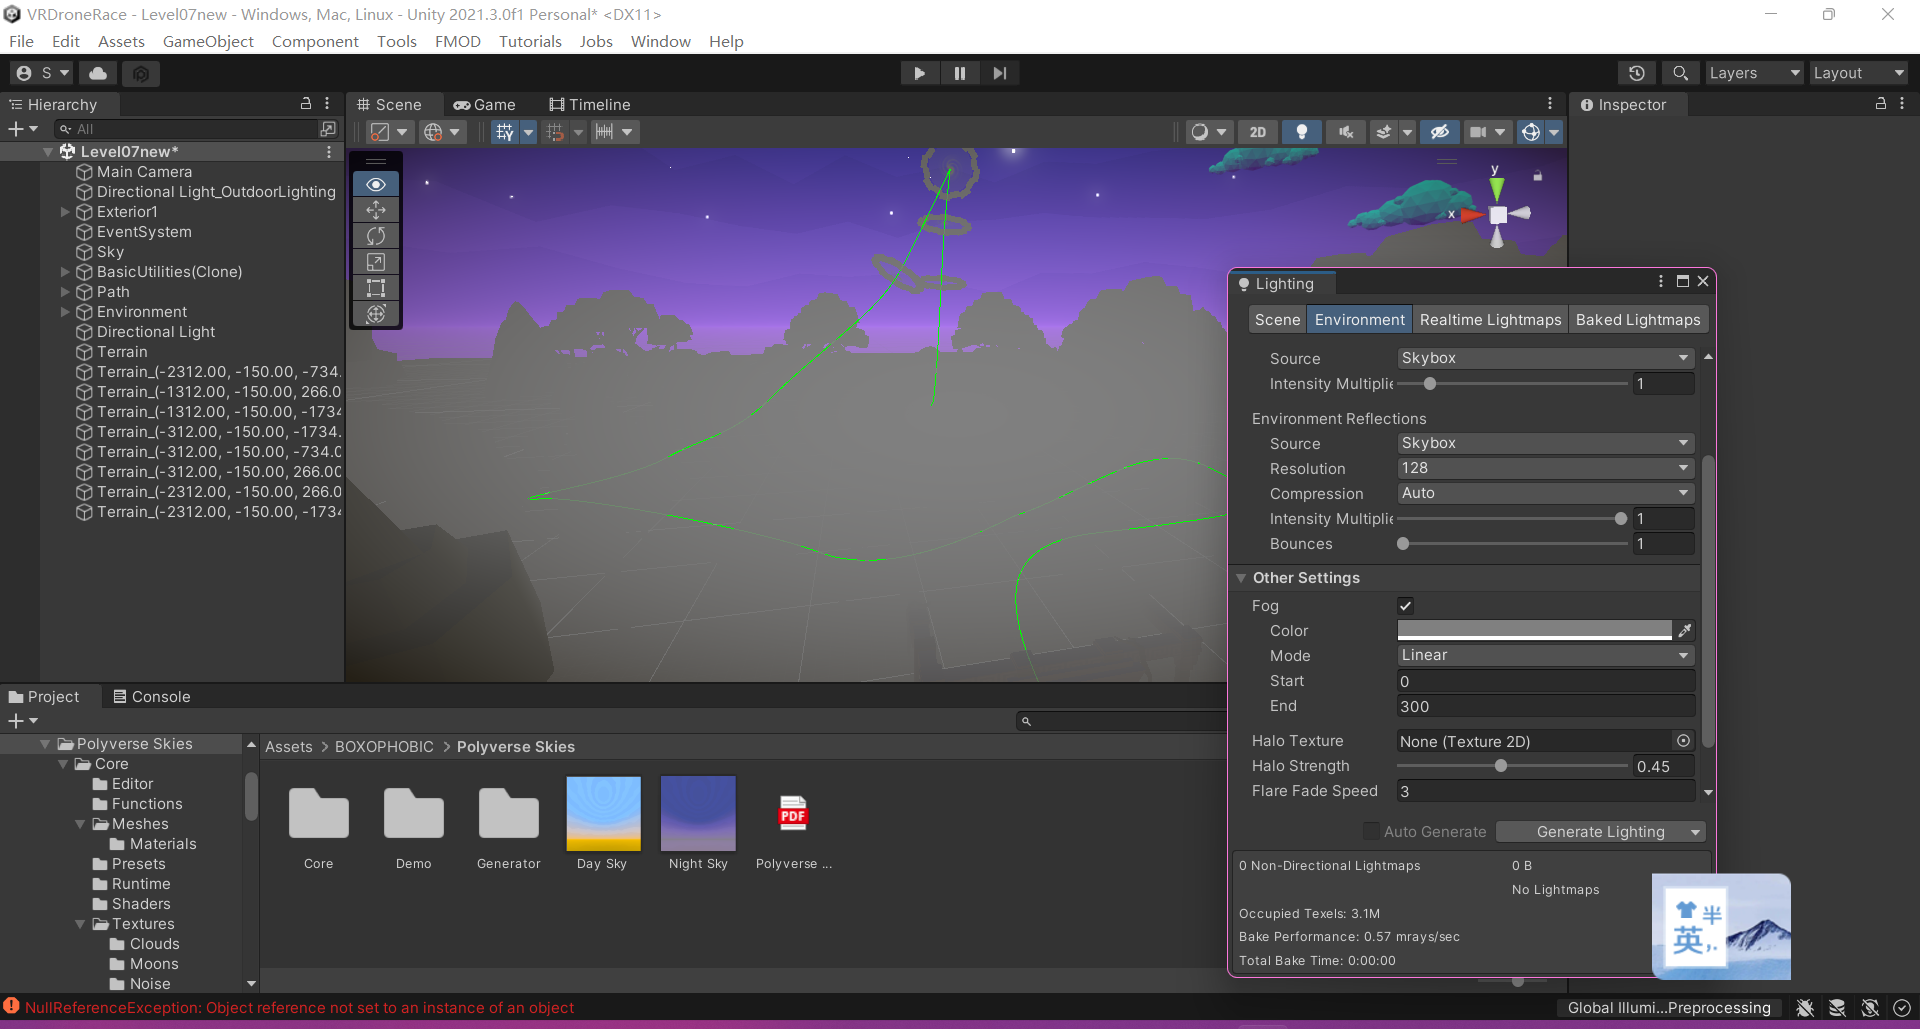 VRDroneRace - Level07new - Windows, Mac, Linux - Unity 2021.3.0f1 Personal* <DX11>
File Edit Assets GameObject Component Tools FMOD Tutorials Jobs Window Help
S Layers Layout
Hierarchy
All
Level07new*
Main Camera
Directional Light_OutdoorLighting
Exterior1
EventSystem
Sky
BasicUtilities(Clone)
Path
Environment
Directional Light
Terrain
Terrain_(-2312.00, -150.00, -734.
Terrain_(-1312.00, -150.00, 266.0
Terrain_(-1312.00, -150.00, -1734
Terrain_(-312.00, -150.00, -1734.
Terrain_(-312.00, -150.00, -734.0
Terrain_(-312.00, -150.00, 266.00
Terrain_(-2312.00, -150.00, 266.0
Terrain_(-2312.00, -150.00, -1734
Scene Game Timeline
2D
y
x
Inspector
Lighting
Scene Environment Realtime Lightmaps Baked Lightmaps
Source Skybox
Intensity Multiplie 1
Environment Reflections
Source Skybox
Resolution 128
Compression Auto
Intensity Multiplie 1
Bounces 1
Other Settings
Fog
Color
Mode Linear
Start 0
End 300
Halo Texture None (Texture 2D)
Halo Strength 0.45
Flare Fade Speed 3
Auto Generate Generate Lighting
0 Non-Directional Lightmaps 0 B
No Lightmaps
Occupied Texels: 3.1M
Bake Performance: 0.57 mrays/sec
Total Bake Time: 0:00:00
半
英,.
Project Console
Polyverse Skies
Core
Editor
Functions
Meshes
Materials
Presets
Runtime
Shaders
Textures
Clouds
Moons
Noise
Assets > BOXOPHOBIC > Polyverse Skies
PDF
Core Demo Generator Day Sky Night Sky Polyverse ...
NullReferenceException: Object reference not set to an instance of an object
Global Illumi...Preprocessing